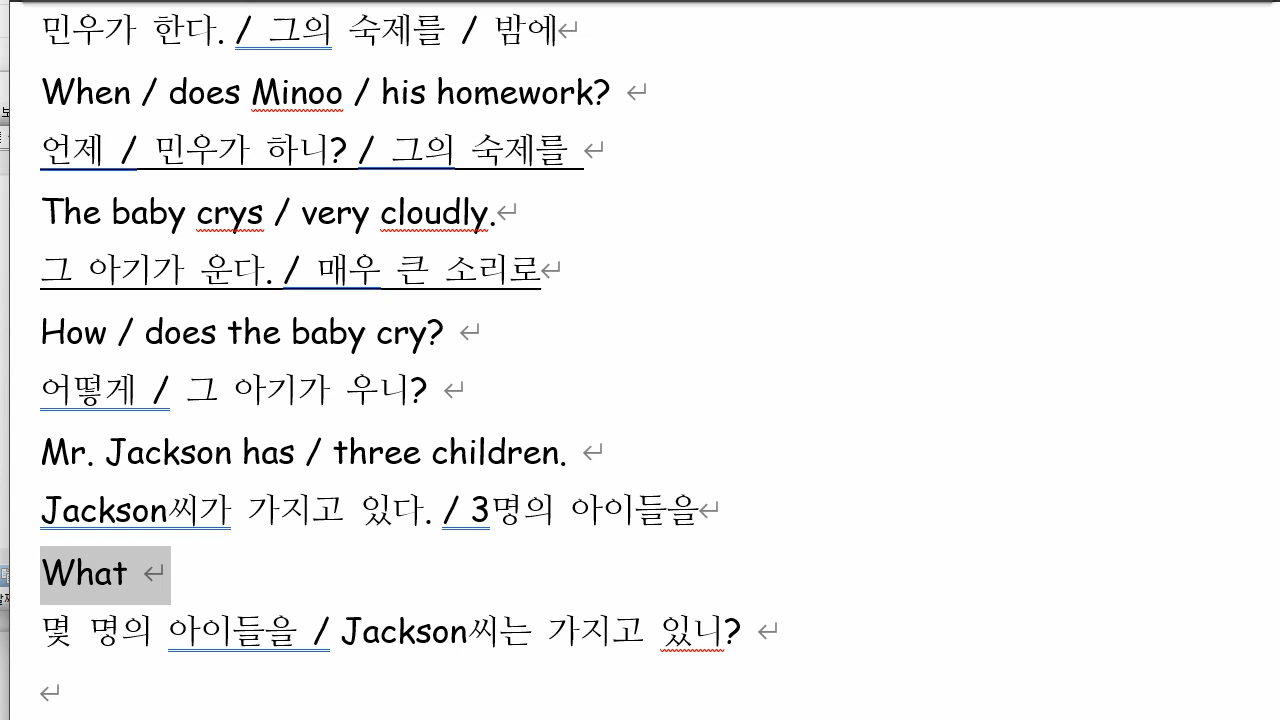 민우가 한다. / 그의 숙제를 / 밤에
When / does Minoo / his homework?
언제 / 민우가 하니? / 그의 숙제를
The baby crys / very cloudly.
그 아기가 운다. / 매우 큰 소리로
How / does the baby cry?
어떻게 / 그 아기가 우니?
Mr. Jackson has / three children.
Jackson씨가 가지고 있다. / 3명의 아이들을
What
몇 명의 아이들을 / Jackson씨는 가지고 있니?